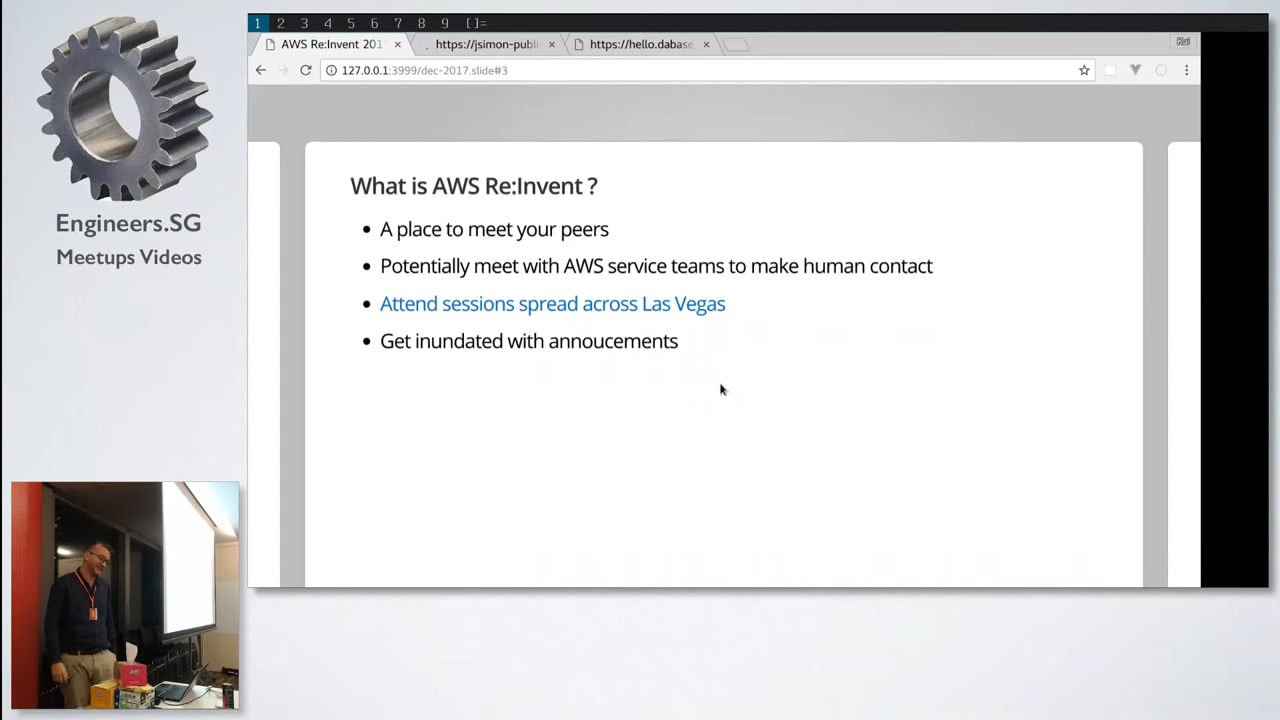 Engineers.SG
Meetups Videos
1 2 3 4 5 6 7 8 9 []=
AWS Re:Invent 201
https://jsimon-publi
https://hello.dabase.
Kai
127.0.0.1:3999/dec-2017.slide#3
What is AWS Re:Invent ?
A place to meet your peers
Potentially meet with AWS service teams to make human contact
Attend sessions spread across Las Vegas
Get inundated with annoucements